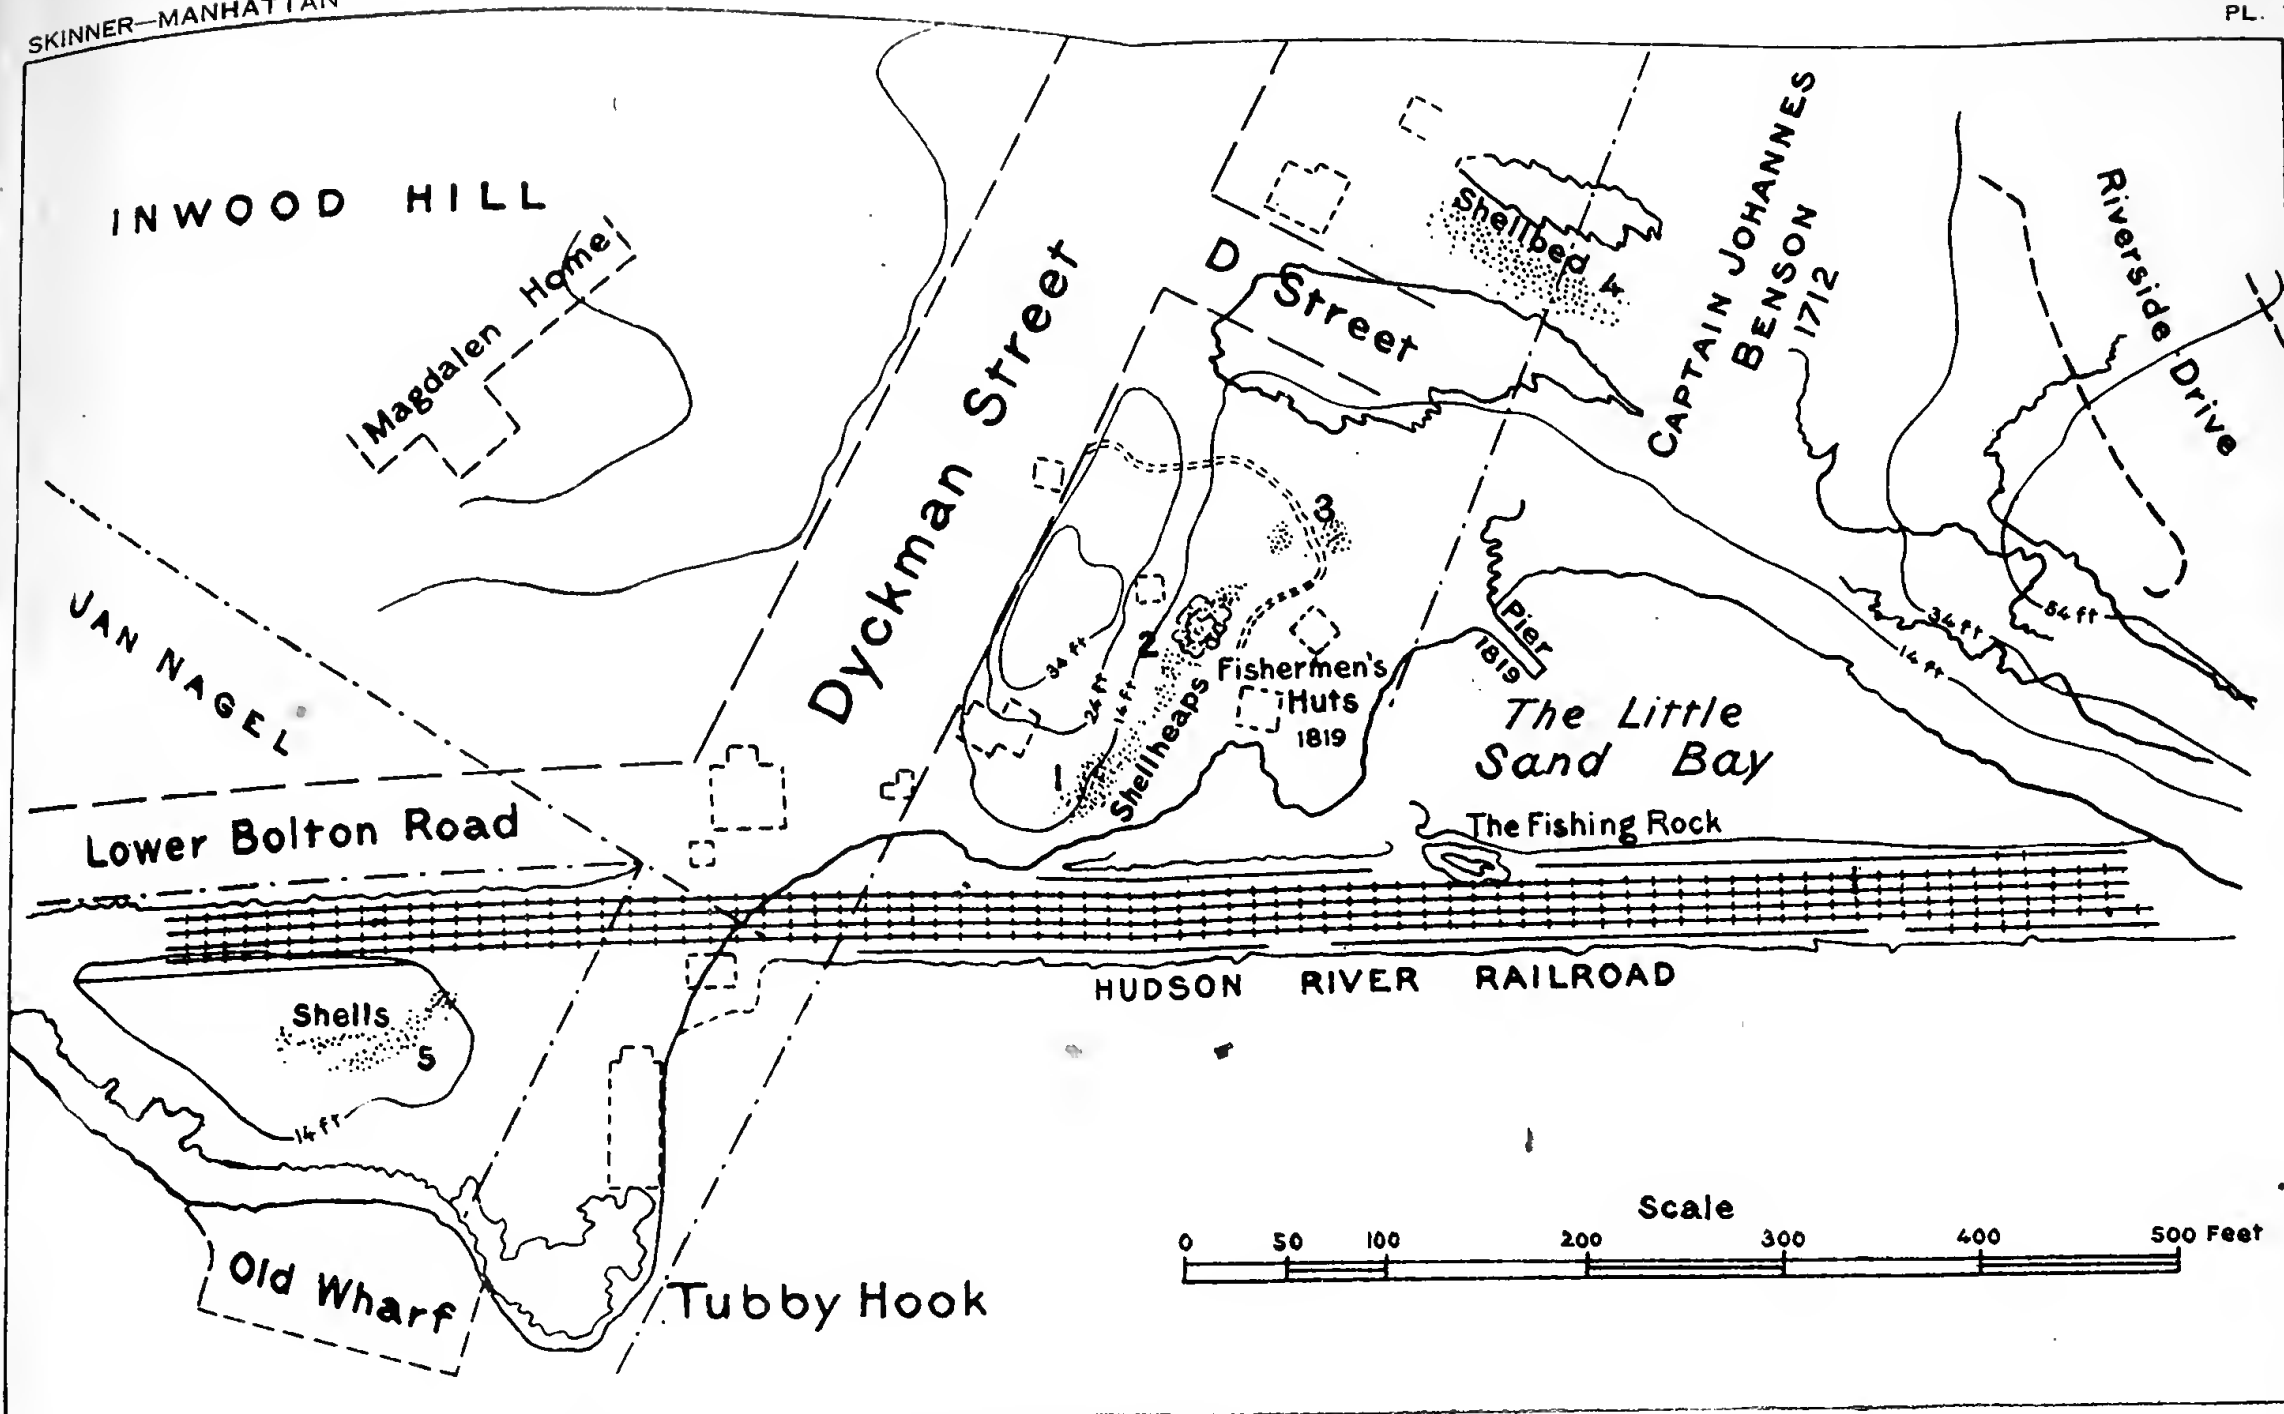 SKINNER—MANHATTAN
PL.
INWOOD HILL
Magdalen Home
JAN NAGEL
Lower Bolton Road
Dyckman Street
D Street
Shellbed
4
CAPTAIN JOHANNES
BENSON
1712
Riverside Drive
3
2
1
Shellheaps
34 ft
24 ft
14 ft
Fishermen's
Huts
1819
Pier
1819
The Little
Sand Bay
34 ft
54 ft
14 ft
The Fishing Rock
HUDSON RIVER RAILROAD
Shells
5
14 ft
Old Wharf
Tubby Hook
Scale
0 50 100 200 300 400 500 Feet